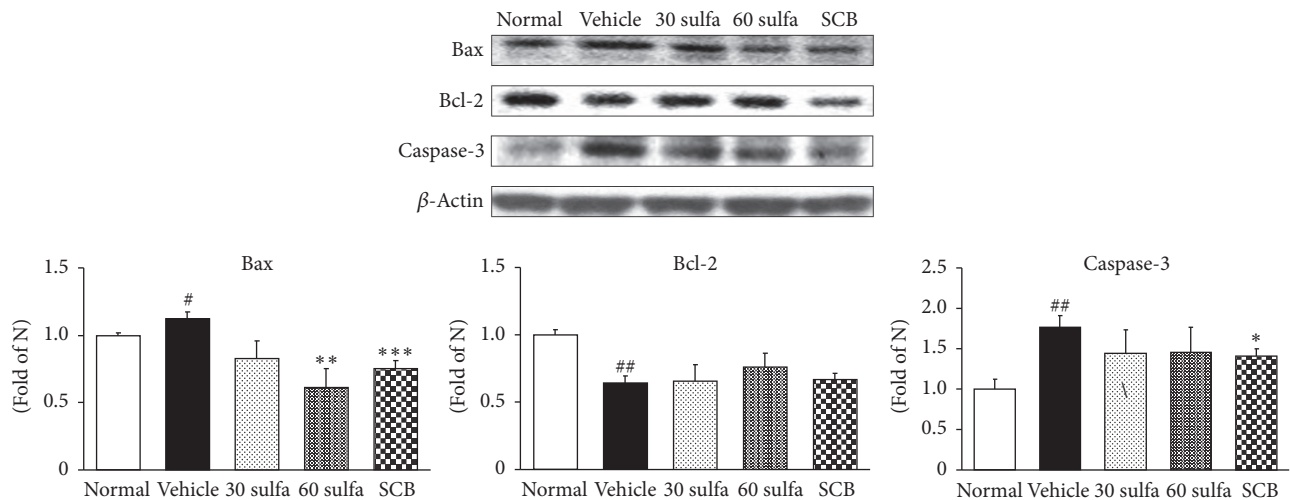 Normal Vehicle 30 sulfa 60 sulfa SCB
Bax
Bcl-2
Caspase-3
β-Actin
Bax
1.5
1.0
0.5
0
(Fold of N)
#
**
***
Normal Vehicle 30 sulfa 60 sulfa SCB
Bcl-2
1.5
1.0
0.5
0
(Fold of N)
##
Normal Vehicle 30 sulfa 60 sulfa SCB
Caspase-3
2.5
2.0
1.5
1.0
0.5
0
(Fold of N)
##
*
\
Normal Vehicle 30 sulfa 60 sulfa SCB